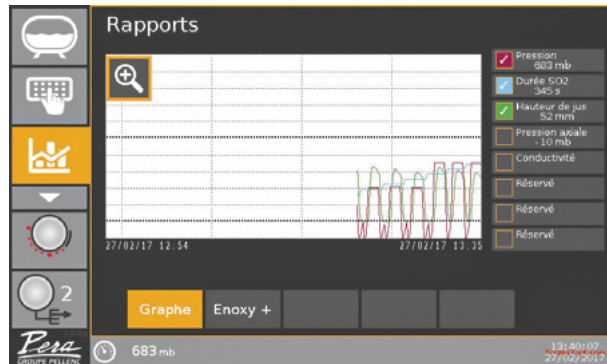 Rapports
Pression
683 mb
Durée SO2
345 s
Hauteur de jus
52 mm
Pression axiale
-10 mb
Conductivité
Réservé
Réservé
Réservé
27/02/17 12:54
27/02/17 13:35
2
Graphe
Enoxy +
Pera
GROUPE PELLENC
683 mb
13:40:07
27/02/2017